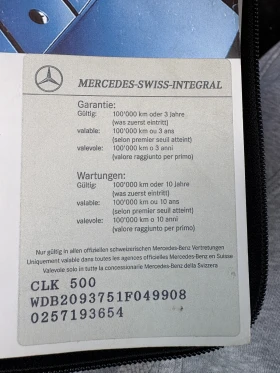 MERCEDES-SWISS-INTEGRAL
Garantie:
Gültig: 100'000 km oder 3 Jahre
(was zuerst eintritt)
valable: 100'000 km ou 3 ans
(selon premier seuil atteint)
valevole: 100'000 km o 3 anni
(valore raggiunto per primo)
Wartungen:
Gültig: 100'000 km oder 10 Jahre
(was zuerst eintritt)
valable: 100'000 km ou 10 ans
(selon premier seuil atteint)
valevole: 100'000 km o 10 anni
(valore raggiunto per primo)
Nur gültig in allen offiziellen schweizerischen Mercedes-Benz Vertretungen
Uniquement valable dans toutes les agences officielles Mercedes-Benz en Suisse
Valevole solo in tutte la concessionarie Mercedes-Benz della Svizzera
CLK 500
WDB2093751F049908
0257193654